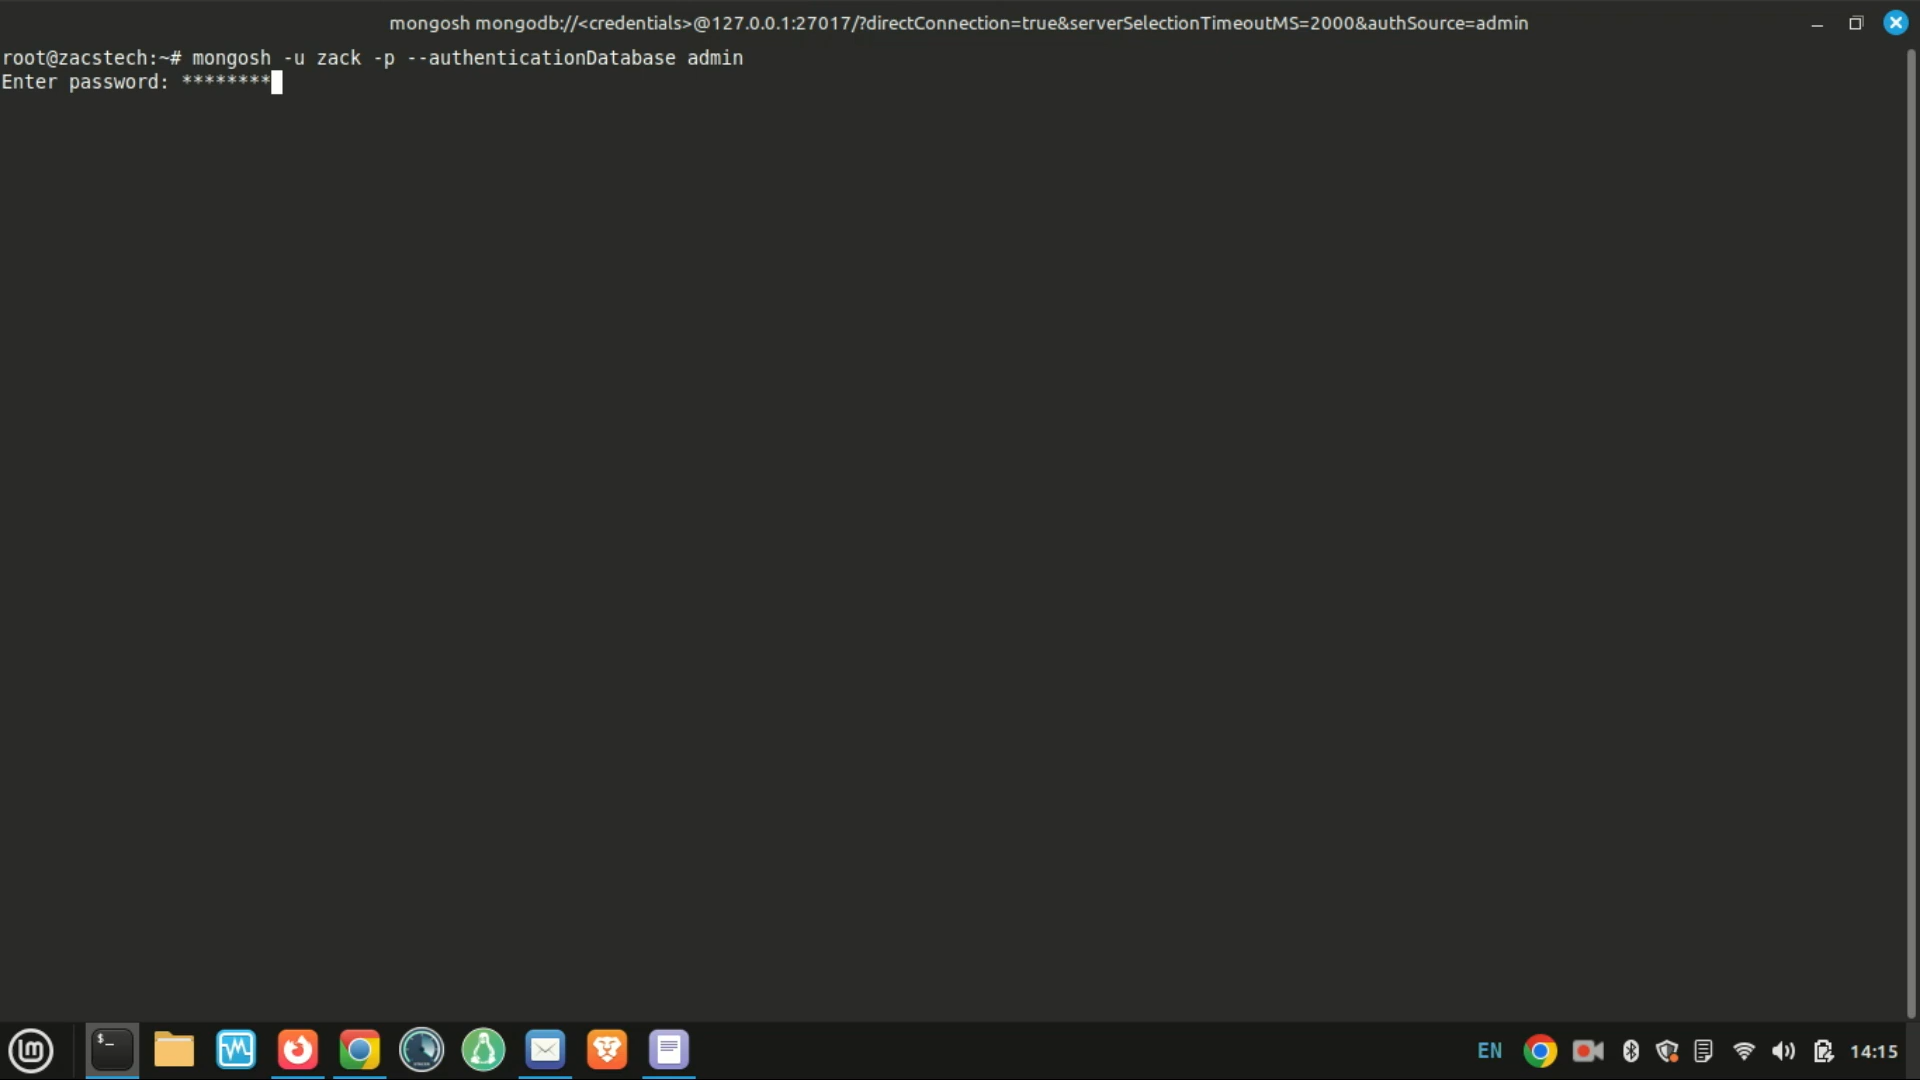 mongosh mongodb://<credentials>@127.0.0.1:27017/?directConnection=true&serverSelectionTimeoutMS=2000&authSource=admin
root@zacstech:~# mongosh -u zack -p --authenticationDatabase admin
Enter password: ********
$_
EN
14:15